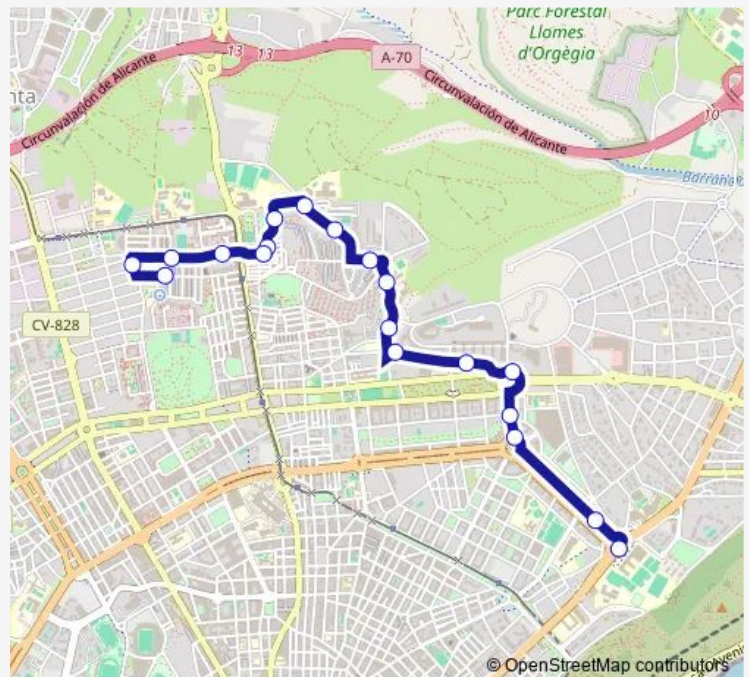 Parc Forestal
Llomes
d'Orgègia
13
13
A-70
Circunvalación de Alicante
Circunvalación de Alicante
nta
10
Barranc
CV-828
© OpenStreetMap contributors